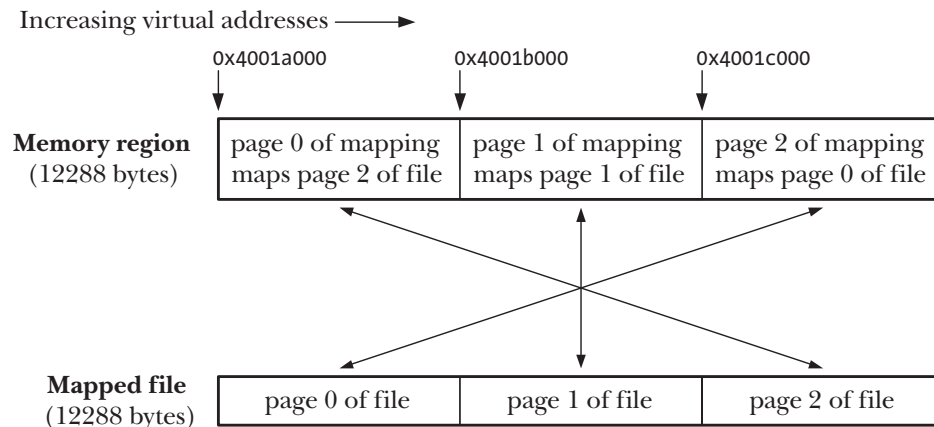 Increasing virtual addresses
0x4001a000 0x4001b000 0x4001c000
Memory region
(12288 bytes)
page 0 of mapping
maps page 2 of file
page 1 of mapping
maps page 1 of file
page 2 of mapping
maps page 0 of file
Mapped file
(12288 bytes)
page 0 of file
page 1 of file
page 2 of file